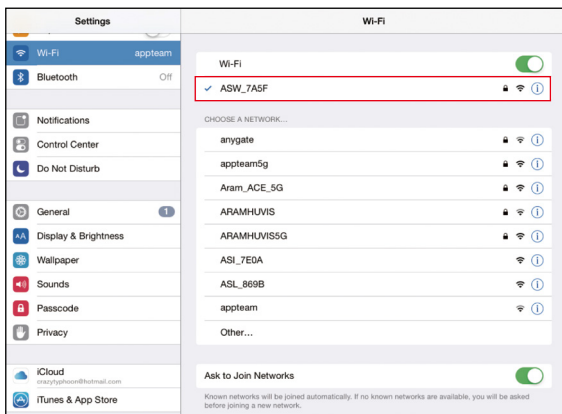 Settings
Wi-Fi
Wi-Fi appteam
Bluetooth Off
Notifications
Control Center
Do Not Disturb
General 1
Display & Brightness
Wallpaper
Sounds
Passcode
Privacy
iCloud
crazytyphoon@hotmail.com
iTunes & App Store
Wi-Fi
ASW_7A5F
CHOOSE A NETWORK...
anygate
appteam5g
Aram_ACE_5G
ARAMHUVIS
ARAMHUVIS5G
ASI_7E0A
ASL_869B
appteam
Other...
Ask to Join Networks
Known networks will be joined automatically. If no known networks are available, you will be asked
before joining a new network.